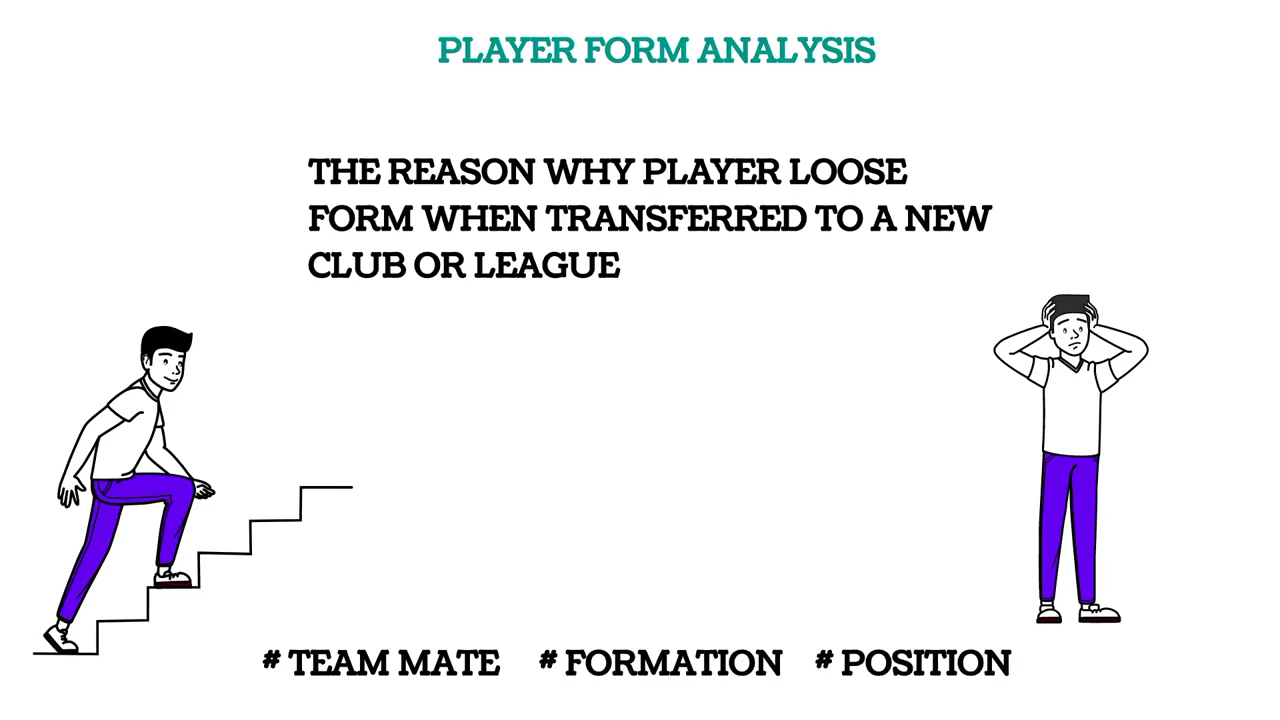 PLAYER FORM ANALYSIS
THE REASON WHY PLAYER LOOSE
FORM WHEN TRANSFERRED TO A NEW
CLUB OR LEAGUE
# TEAM MATE # FORMATION # POSITION